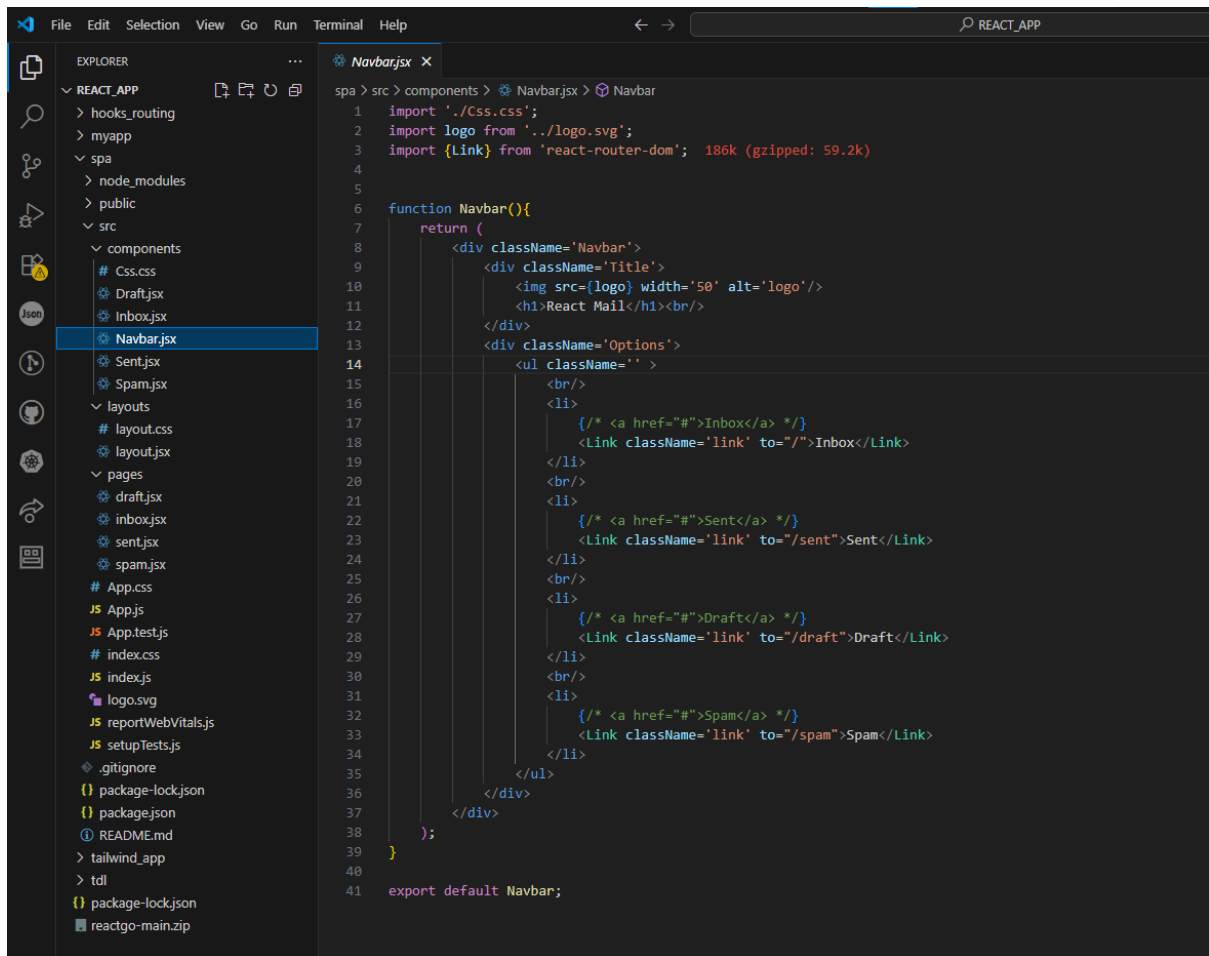 File Edit Selection View Go Run Terminal Help
REACT_APP
EXPLORER
REACT_APP
hooks_routing
myapp
spa
node_modules
public
src
components
# Css.css
Draft.jsx
Inbox.jsx
Navbar.jsx
Sent.jsx
Spam.jsx
layouts
# layout.css
layout.jsx
pages
draft.jsx
inbox.jsx
sent.jsx
spam.jsx
# App.css
JS App.js
JS App.test.js
# index.css
JS index.js
logo.svg
JS reportWebVitals.js
JS setupTests.js
.gitignore
{} package-lock.json
{} package.json
README.md
tailwind_app
tdl
{} package-lock.json
reactgo-main.zip
Json
Navbar.jsx
spa > src > components > Navbar.jsx > Navbar
1 import './Css.css';
2 import logo from '../logo.svg';
3 import {Link} from 'react-router-dom'; 186k (gzipped: 59.2k)
4
5
6 function Navbar(){
7 return (
8 <div className='Navbar'>
9 <div className='Title'>
10 <img src={logo} width='50' alt='logo'/>
11 <h1>React Mail</h1><br/>
12 </div>
13 <div className='Options'>
14 <ul className='' >
15 <br/>
16 <li>
17 {/* <a href="#">Inbox</a> */}
18 <Link className='link' to="/">Inbox</Link>
19 </li>
20 <br/>
21 <li>
22 {/* <a href="#">Sent</a> */}
23 <Link className='link' to="/sent">Sent</Link>
24 </li>
25 <br/>
26 <li>
27 {/* <a href="#">Draft</a> */}
28 <Link className='link' to="/draft">Draft</Link>
29 </li>
30 <br/>
31 <li>
32 {/* <a href="#">Spam</a> */}
33 <Link className='link' to="/spam">Spam</Link>
34 </li>
35 </ul>
36 </div>
37 </div>
38 );
39 }
40
41 export default Navbar;